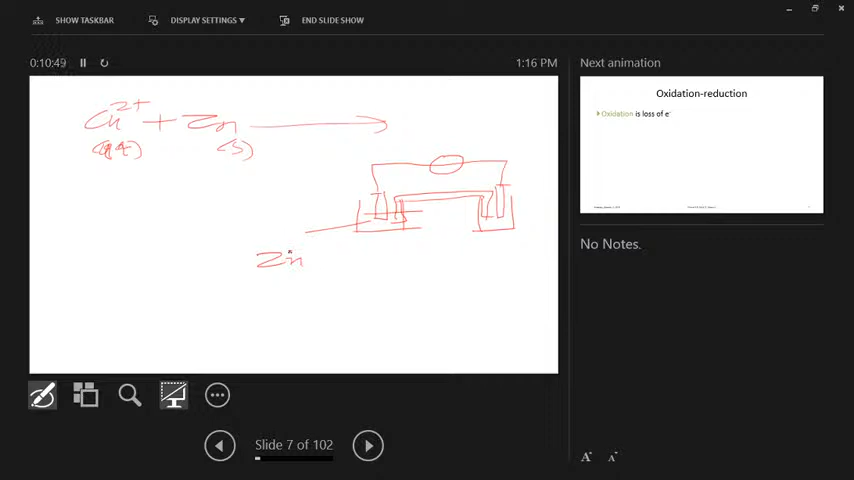 SHOW TASKBAR
DISPLAY SETTINGS ▼
END SLIDE SHOW
0:10:49
1:16 PM
Next animation
Cu²⁺ + Zn →
(aq) (s)
Zn
Oxidation-reduction
Oxidation is loss of e⁻
No Notes.
Slide 7 of 102
A A